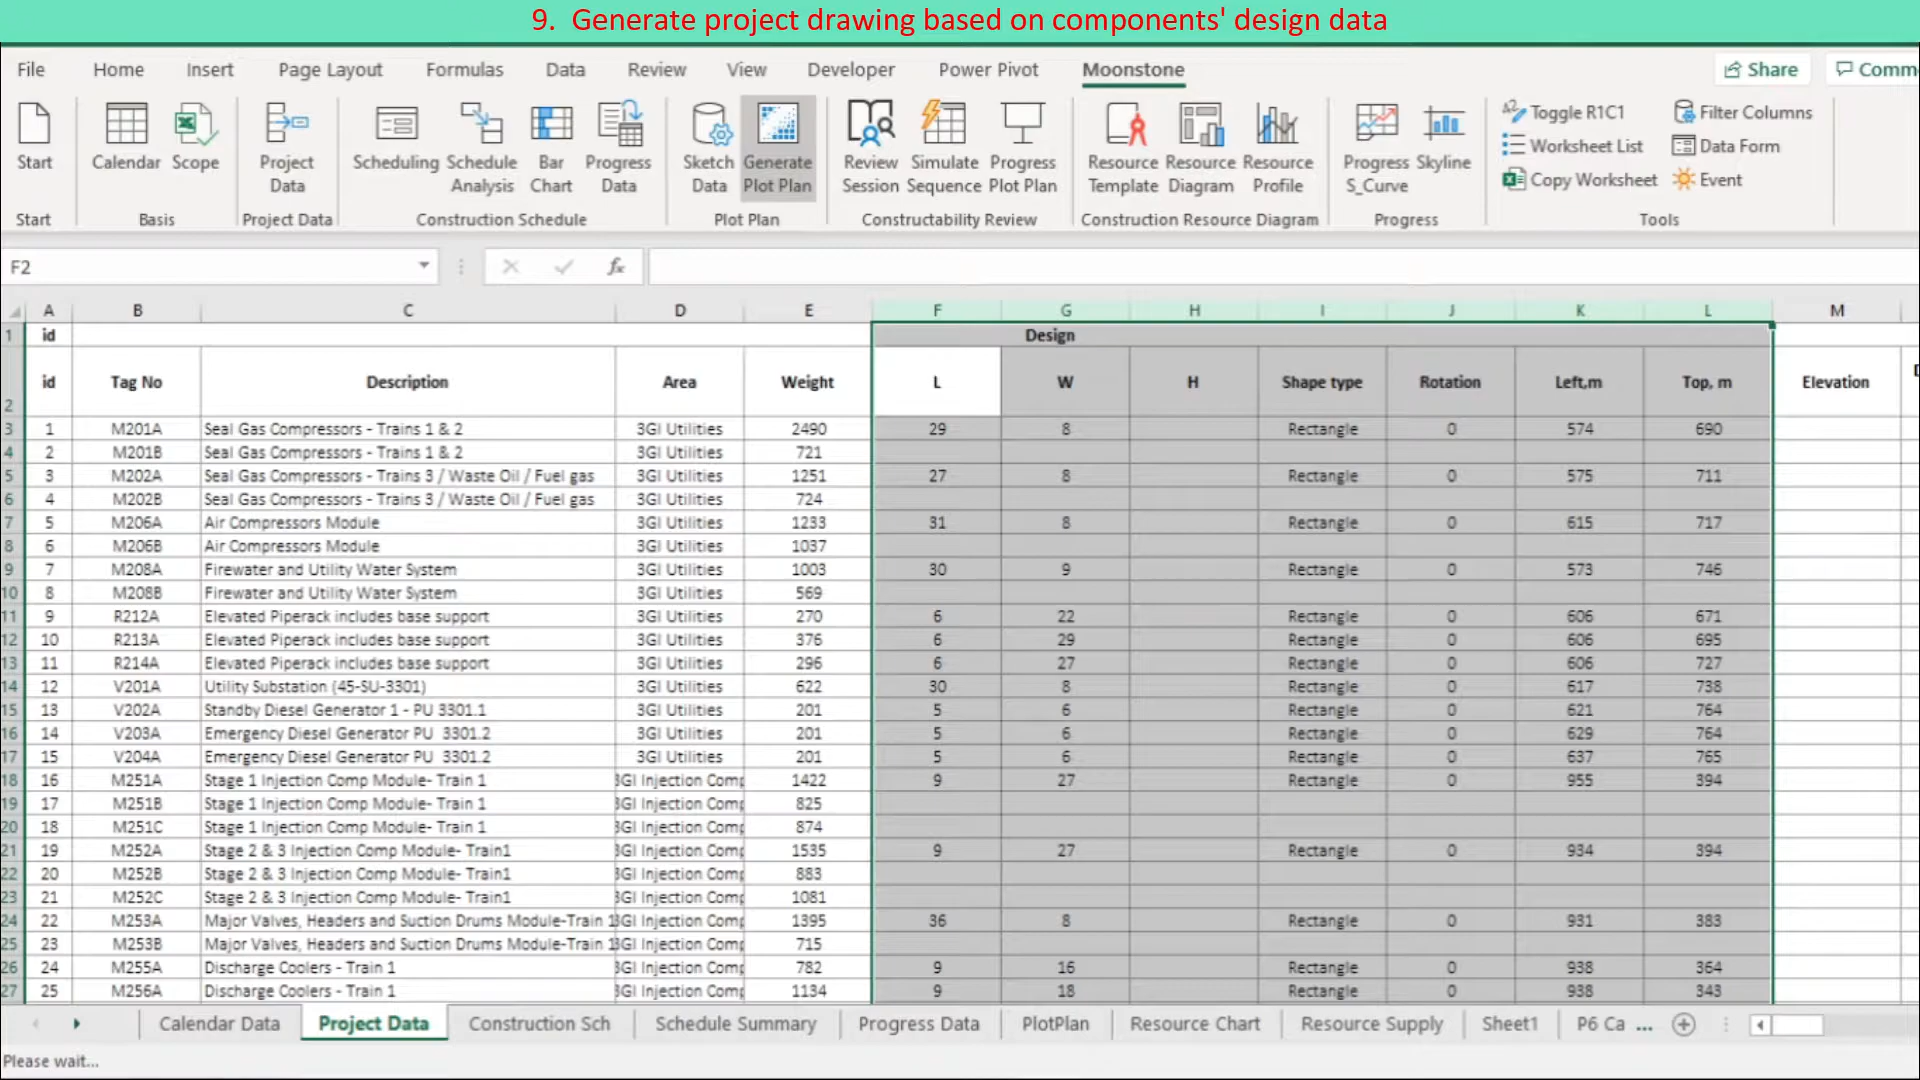 9. Generate project drawing based on components' design data
File Home Insert Page Layout Formulas Data Review View Developer Power Pivot Moonstone Share Comm
Start Calendar Scope Project Data Scheduling Schedule Analysis Bar Chart Progress Data Sketch Data Generate Plot Plan Review Session Simulate Sequence Progress Plot Plan Resource Template Resource Diagram Resource Profile Progress S_Curve Skyline
Toggle R1C1 Filter Columns
Worksheet List Data Form
Copy Worksheet Event
Start Basis Project Data Construction Schedule Plot Plan Constructability Review Construction Resource Diagram Progress Tools
F2 fx
A B C D E F G H I J K L M
1 id Design
2 id Tag No Description Area Weight L W H Shape type Rotation Left,m Top, m Elevation
3 1 M201A Seal Gas Compressors - Trains 1 & 2 3GI Utilities 2490 29 8 Rectangle 0 574 690
4 2 M201B Seal Gas Compressors - Trains 1 & 2 3GI Utilities 721
5 3 M202A Seal Gas Compressors - Trains 3 / Waste Oil / Fuel gas 3GI Utilities 1251 27 8 Rectangle 0 575 711
6 4 M202B Seal Gas Compressors - Trains 3 / Waste Oil / Fuel gas 3GI Utilities 724
7 5 M206A Air Compressors Module 3GI Utilities 1233 31 8 Rectangle 0 615 717
8 6 M206B Air Compressors Module 3GI Utilities 1037
9 7 M208A Firewater and Utility Water System 3GI Utilities 1003 30 9 Rectangle 0 573 746
10 8 M208B Firewater and Utility Water System 3GI Utilities 569
11 9 R212A Elevated Piperack includes base support 3GI Utilities 270 6 22 Rectangle 0 606 671
12 10 R213A Elevated Piperack includes base support 3GI Utilities 376 6 29 Rectangle 0 606 695
13 11 R214A Elevated Piperack includes base support 3GI Utilities 296 6 27 Rectangle 0 606 727
14 12 V201A Utility Substation (45-SU-3301) 3GI Utilities 622 30 8 Rectangle 0 617 738
15 13 V202A Standby Diesel Generator 1 - PU 3301.1 3GI Utilities 201 5 6 Rectangle 0 621 764
16 14 V203A Emergency Diesel Generator PU 3301.2 3GI Utilities 201 5 6 Rectangle 0 629 764
17 15 V204A Emergency Diesel Generator PU 3301.2 3GI Utilities 201 5 6 Rectangle 0 637 765
18 16 M251A Stage 1 Injection Comp Module- Train 1 3GI Injection Comp 1422 9 27 Rectangle 0 955 394
19 17 M251B Stage 1 Injection Comp Module- Train 1 3GI Injection Comp 825
20 18 M251C Stage 1 Injection Comp Module- Train 1 3GI Injection Comp 874
21 19 M252A Stage 2 & 3 Injection Comp Module- Train1 3GI Injection Comp 1535 9 27 Rectangle 0 934 394
22 20 M252B Stage 2 & 3 Injection Comp Module- Train1 3GI Injection Comp 883
23 21 M252C Stage 2 & 3 Injection Comp Module- Train1 3GI Injection Comp 1081
24 22 M253A Major Valves, Headers and Suction Drums Module-Train 1 3GI Injection Comp 1395 36 8 Rectangle 0 931 383
25 23 M253B Major Valves, Headers and Suction Drums Module-Train 1 3GI Injection Comp 715
26 24 M255A Discharge Coolers - Train 1 3GI Injection Comp 782 9 16 Rectangle 0 938 364
27 25 M256A Discharge Coolers - Train 1 3GI Injection Comp 1134 9 18 Rectangle 0 938 343
Calendar Data Project Data Construction Sch Schedule Summary Progress Data PlotPlan Resource Chart Resource Supply Sheet1 P6 Ca ...
Please wait...